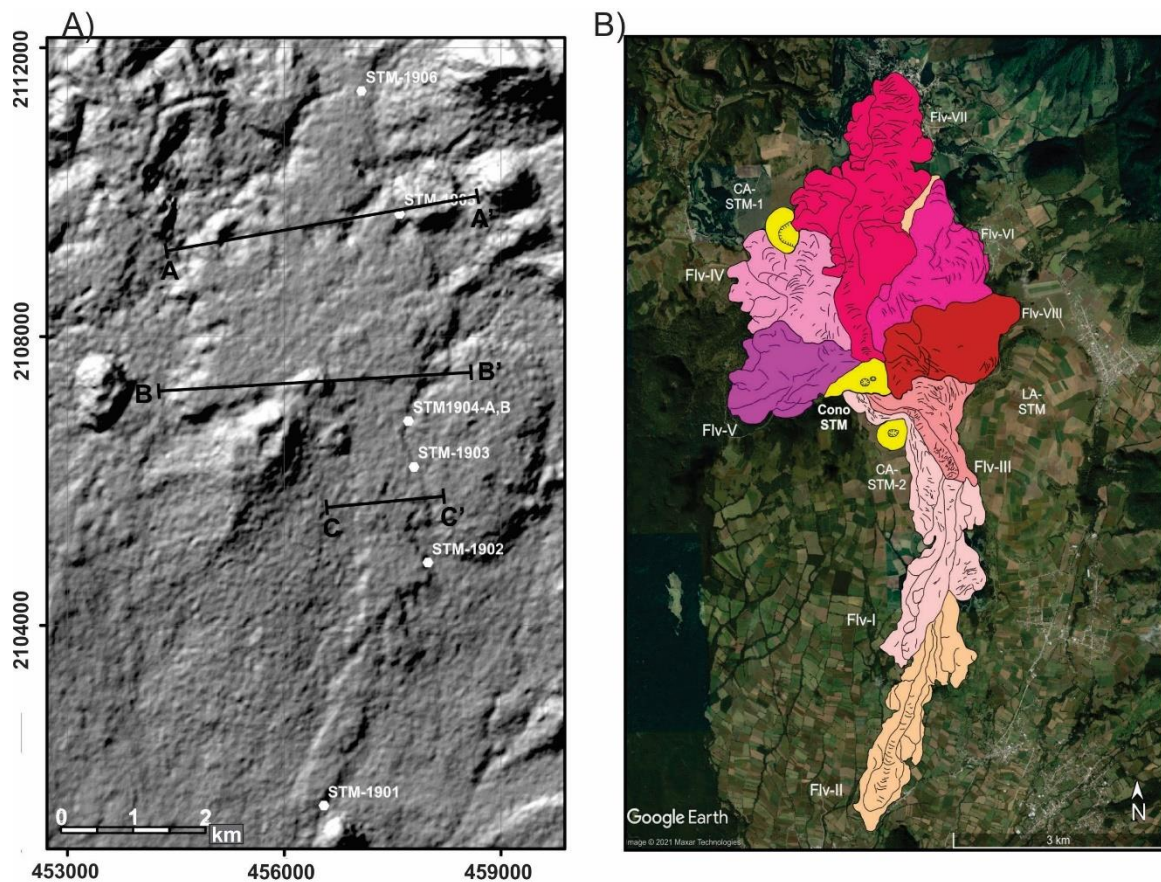 A)
2112000
2108000
2104000
STM-1906
STM-1905
A
A'
B
B'
STM1904-A,B
STM-1903
C
C'
STM-1902
STM-1901
0 1 2
km
453000 456000 459000
B)
Flv-VII
CA-
STM-1
Flv-VI
Flv-IV
Flv-VIII
LA-
STM
Cono
STM
Flv-V
CA-
STM-2
Flv-III
Flv-I
Flv-II
N
Google Earth
Image © 2021 Maxar Technologies
3 km